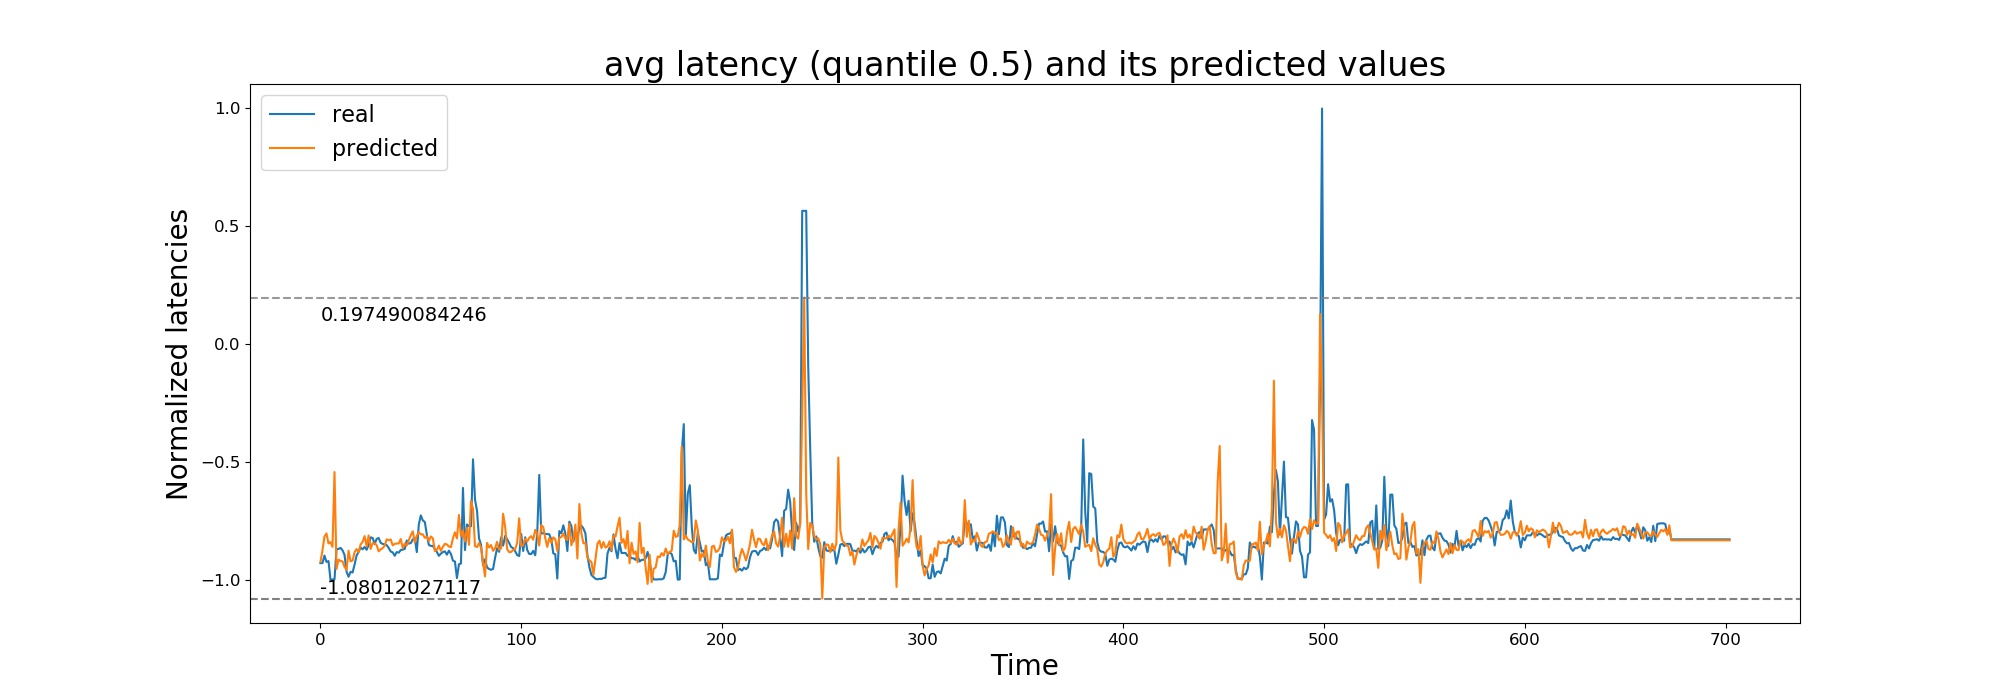 avg latency (quantile 0.5) and its predicted values
real
predicted
1.0
0.5
0.0
−0.5
−1.0
Normalized latencies
0.197490084246
-1.08012027117
0 100 200 300 400 500 600 700
Time